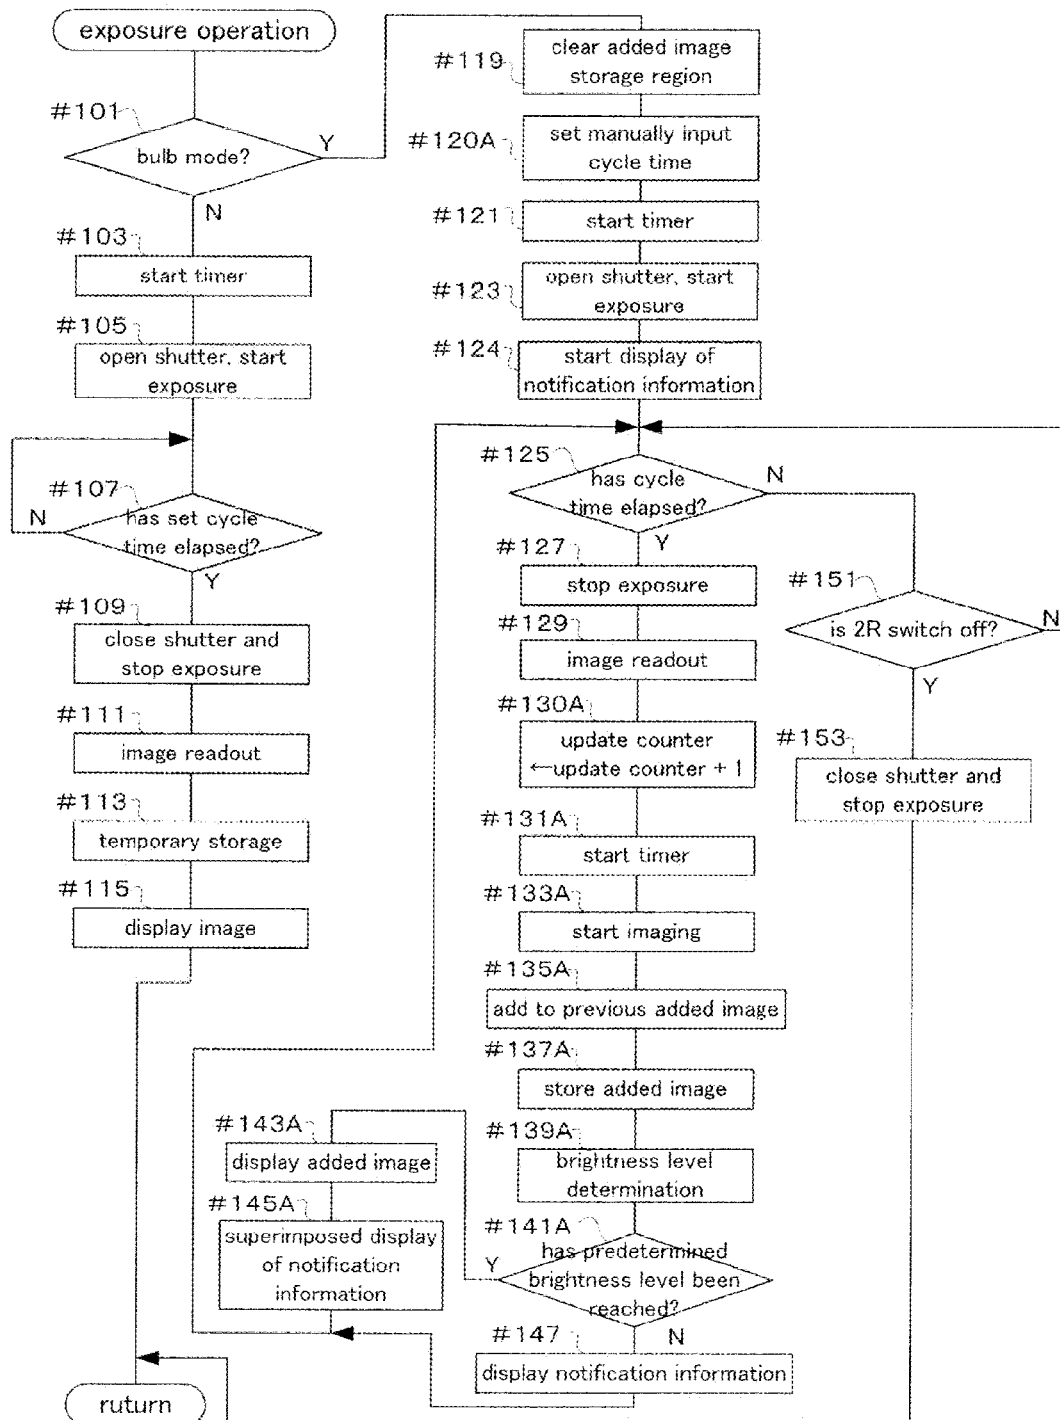 exposure operation
#101
bulb mode?
Y
N
#103
start timer
#105
open shutter, start
exposure
#107
has set cycle
time elapsed?
N
Y
#109
close shutter and
stop exposure
#111
image readout
#113
temporary storage
#115
display image
ruturn
#119
clear added image
storage region
#120A
set manually input
cycle time
#121
start timer
#123
open shutter, start
exposure
#124
start display of
notification information
#125
has cycle
time elapsed?
N
Y
#127
stop exposure
#129
image readout
#130A
update counter
←update counter + 1
#131A
start timer
#133A
start imaging
#135A
add to previous added image
#137A
store added image
#139A
brightness level
determination
#141A
has predetermined
brightness level been
reached?
Y
N
#143A
display added image
#145A
superimposed display
of notification
information
#147
display notification information
#151
is 2R switch off?
N
Y
#153
close shutter and
stop exposure